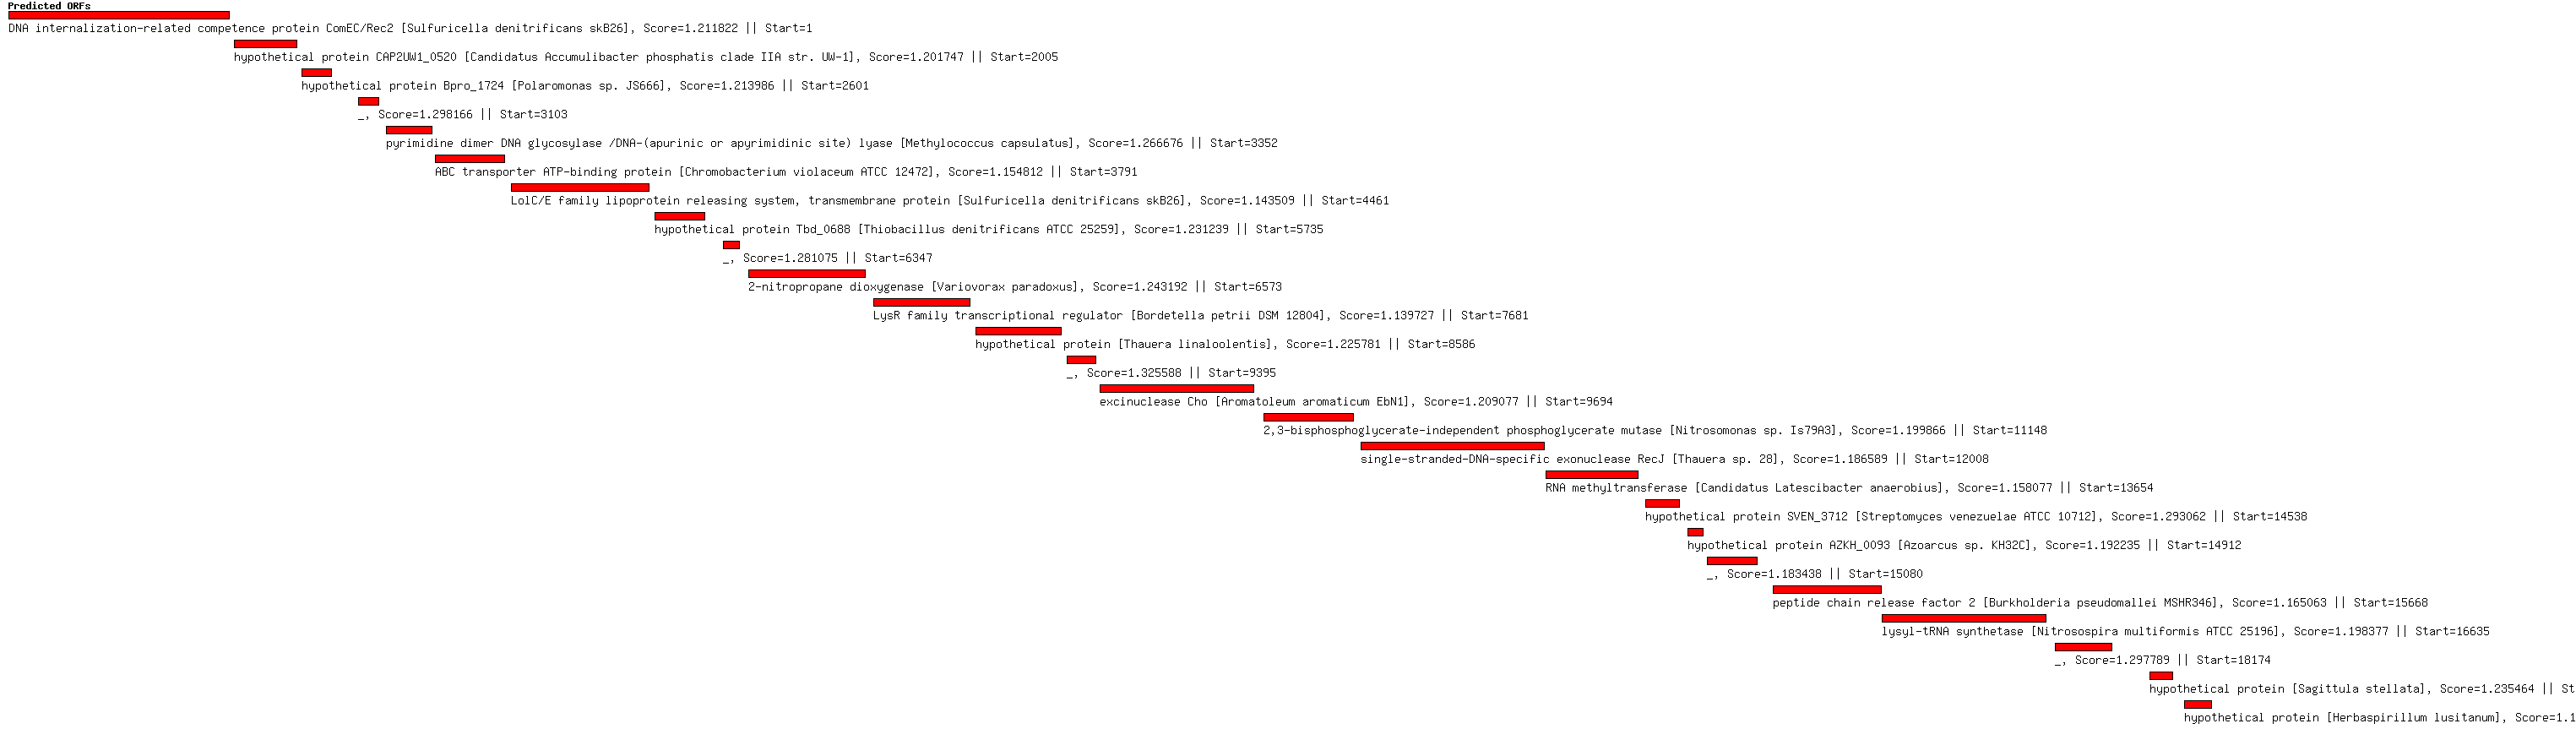 Predicted ORFs
DNA internalization-related competence protein ComEC/Rec2 [Sulfuricella denitrificans skB26], Score=1.211822 || Start=1
hypothetical protein CAP2UW1_0520 [Candidatus Accumulibacter phosphatis clade IIA str. UW-1], Score=1.201747 || Start=2005
hypothetical protein Bpro_1724 [Polaromonas sp. JS666], Score=1.213986 || Start=2601
_, Score=1.298166 || Start=3103
pyrimidine dimer DNA glycosylase /DNA-(apurinic or apyrimidinic site) lyase [Methylococcus capsulatus], Score=1.266676 || Start=3352
ABC transporter ATP-binding protein [Chromobacterium violaceum ATCC 12472], Score=1.154812 || Start=3791
LolC/E family lipoprotein releasing system, transmembrane protein [Sulfuricella denitrificans skB26], Score=1.143509 || Start=4461
hypothetical protein Tbd_0688 [Thiobacillus denitrificans ATCC 25259], Score=1.231239 || Start=5735
_, Score=1.281075 || Start=6347
2-nitropropane dioxygenase [Variovorax paradoxus], Score=1.243192 || Start=6573
LysR family transcriptional regulator [Bordetella petrii DSM 12804], Score=1.139727 || Start=7681
hypothetical protein [Thauera linaloolentis], Score=1.225781 || Start=8586
_, Score=1.325588 || Start=9395
excinuclease Cho [Aromatoleum aromaticum EbN1], Score=1.209077 || Start=9694
2,3-bisphosphoglycerate-independent phosphoglycerate mutase [Nitrosomonas sp. Is79A3], Score=1.199866 || Start=11148
single-stranded-DNA-specific exonuclease RecJ [Thauera sp. 28], Score=1.186589 || Start=12008
RNA methyltransferase [Candidatus Latescibacter anaerobius], Score=1.158077 || Start=13654
hypothetical protein SVEN_3712 [Streptomyces venezuelae ATCC 10712], Score=1.293062 || Start=14538
hypothetical protein AZKH_0093 [Azoarcus sp. KH32C], Score=1.192235 || Start=14912
_, Score=1.183438 || Start=15080
peptide chain release factor 2 [Burkholderia pseudomallei MSHR346], Score=1.165063 || Start=15668
lysyl-tRNA synthetase [Nitrosospira multiformis ATCC 25196], Score=1.198377 || Start=16635
_, Score=1.297789 || Start=18174
hypothetical protein [Sagittula stellata], Score=1.235464 || St
hypothetical protein [Herbaspirillum lusitanum], Score=1.1